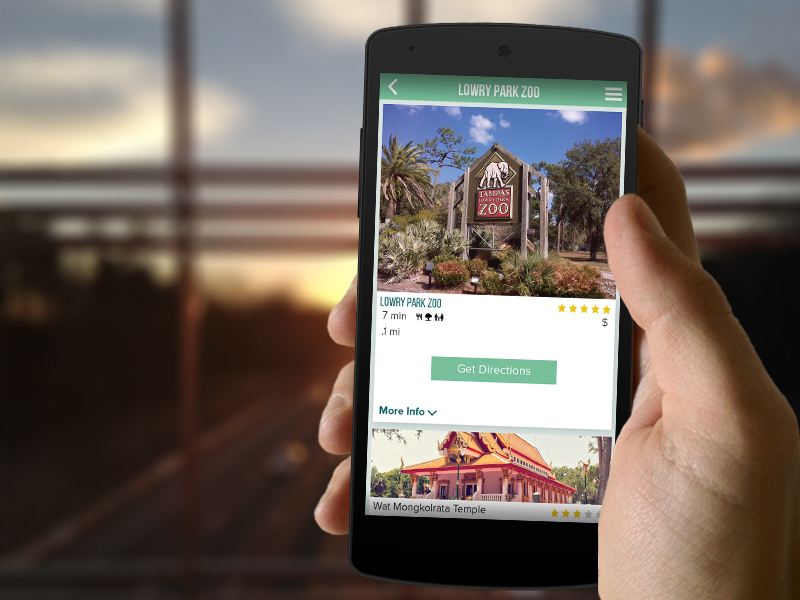 LOWRY PARK ZOO
TAMPA'S
LOWRY PARK
ZOO
LOWRY PARK ZOO
7 min
$
.1 mi
Get Directions
More Info
Wat Mongkolrata Temple